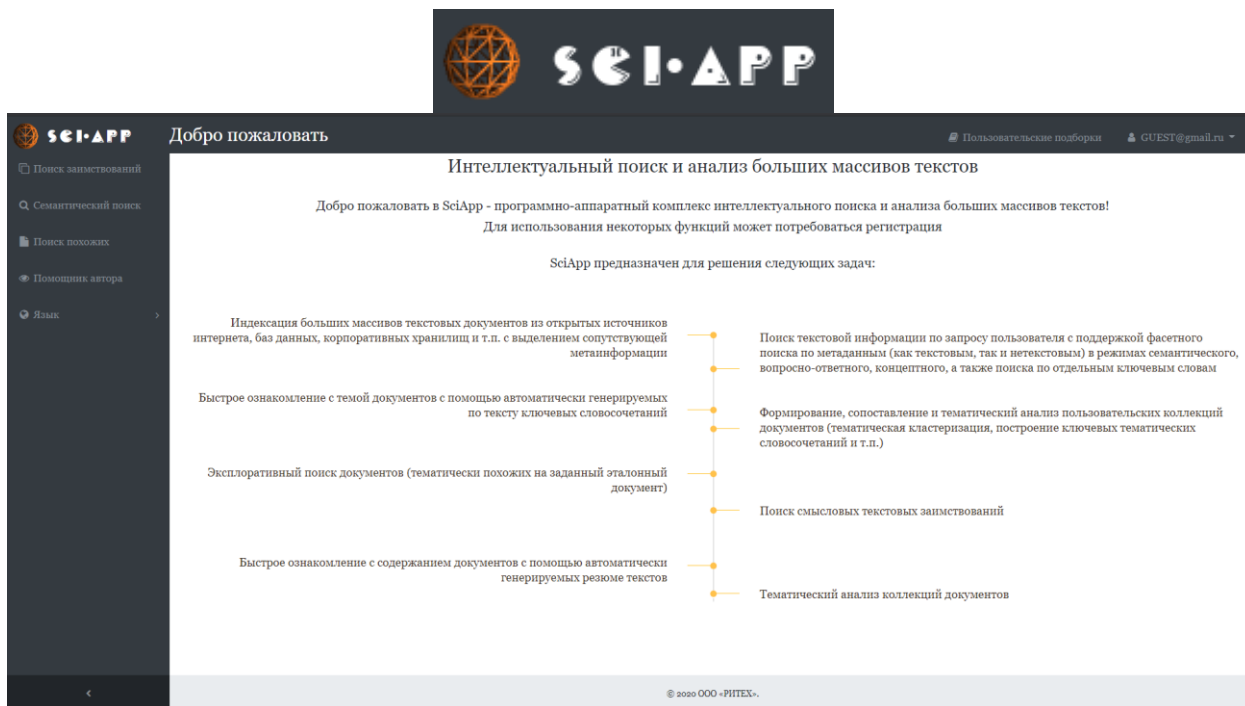 SCI·APP
SCI·APP
Добро пожаловать
Пользовательские подборки
GUEST@gmail.ru
Поиск заимствований
Семантический поиск
Поиск похожих
Помощник автора
Язык
Интеллектуальный поиск и анализ больших массивов текстов
Добро пожаловать в SciApp - программно-аппаратный комплекс интеллектуального поиска и анализа больших массивов текстов!
Для использования некоторых функций может потребоваться регистрация
SciApp предназначен для решения следующих задач:
Индексация больших массивов текстовых документов из открытых источников
интернета, баз данных, корпоративных хранилищ и т.п. с выделением сопутствующей
метаинформации
Поиск текстовой информации по запросу пользователя с поддержкой фасетного
поиска по метаданным (как текстовым, так и нетекстовым) в режимах семантического,
вопросно-ответного, концептного, а также поиска по отдельным ключевым словам
Быстрое ознакомление с темой документов с помощью автоматически генерируемых
по тексту ключевых словосочетаний
Формирование, сопоставление и тематический анализ пользовательских коллекций
документов (тематическая кластеризация, построение ключевых тематических
словосочетаний и т.п.)
Эксплоративный поиск документов (тематически похожих на заданный эталонный
документ)
Поиск смысловых текстовых заимствований
Быстрое ознакомление с содержанием документов с помощью автоматически
генерируемых резюме текстов
Тематический анализ коллекций документов
© 2020 ООО «РИТЕХ».